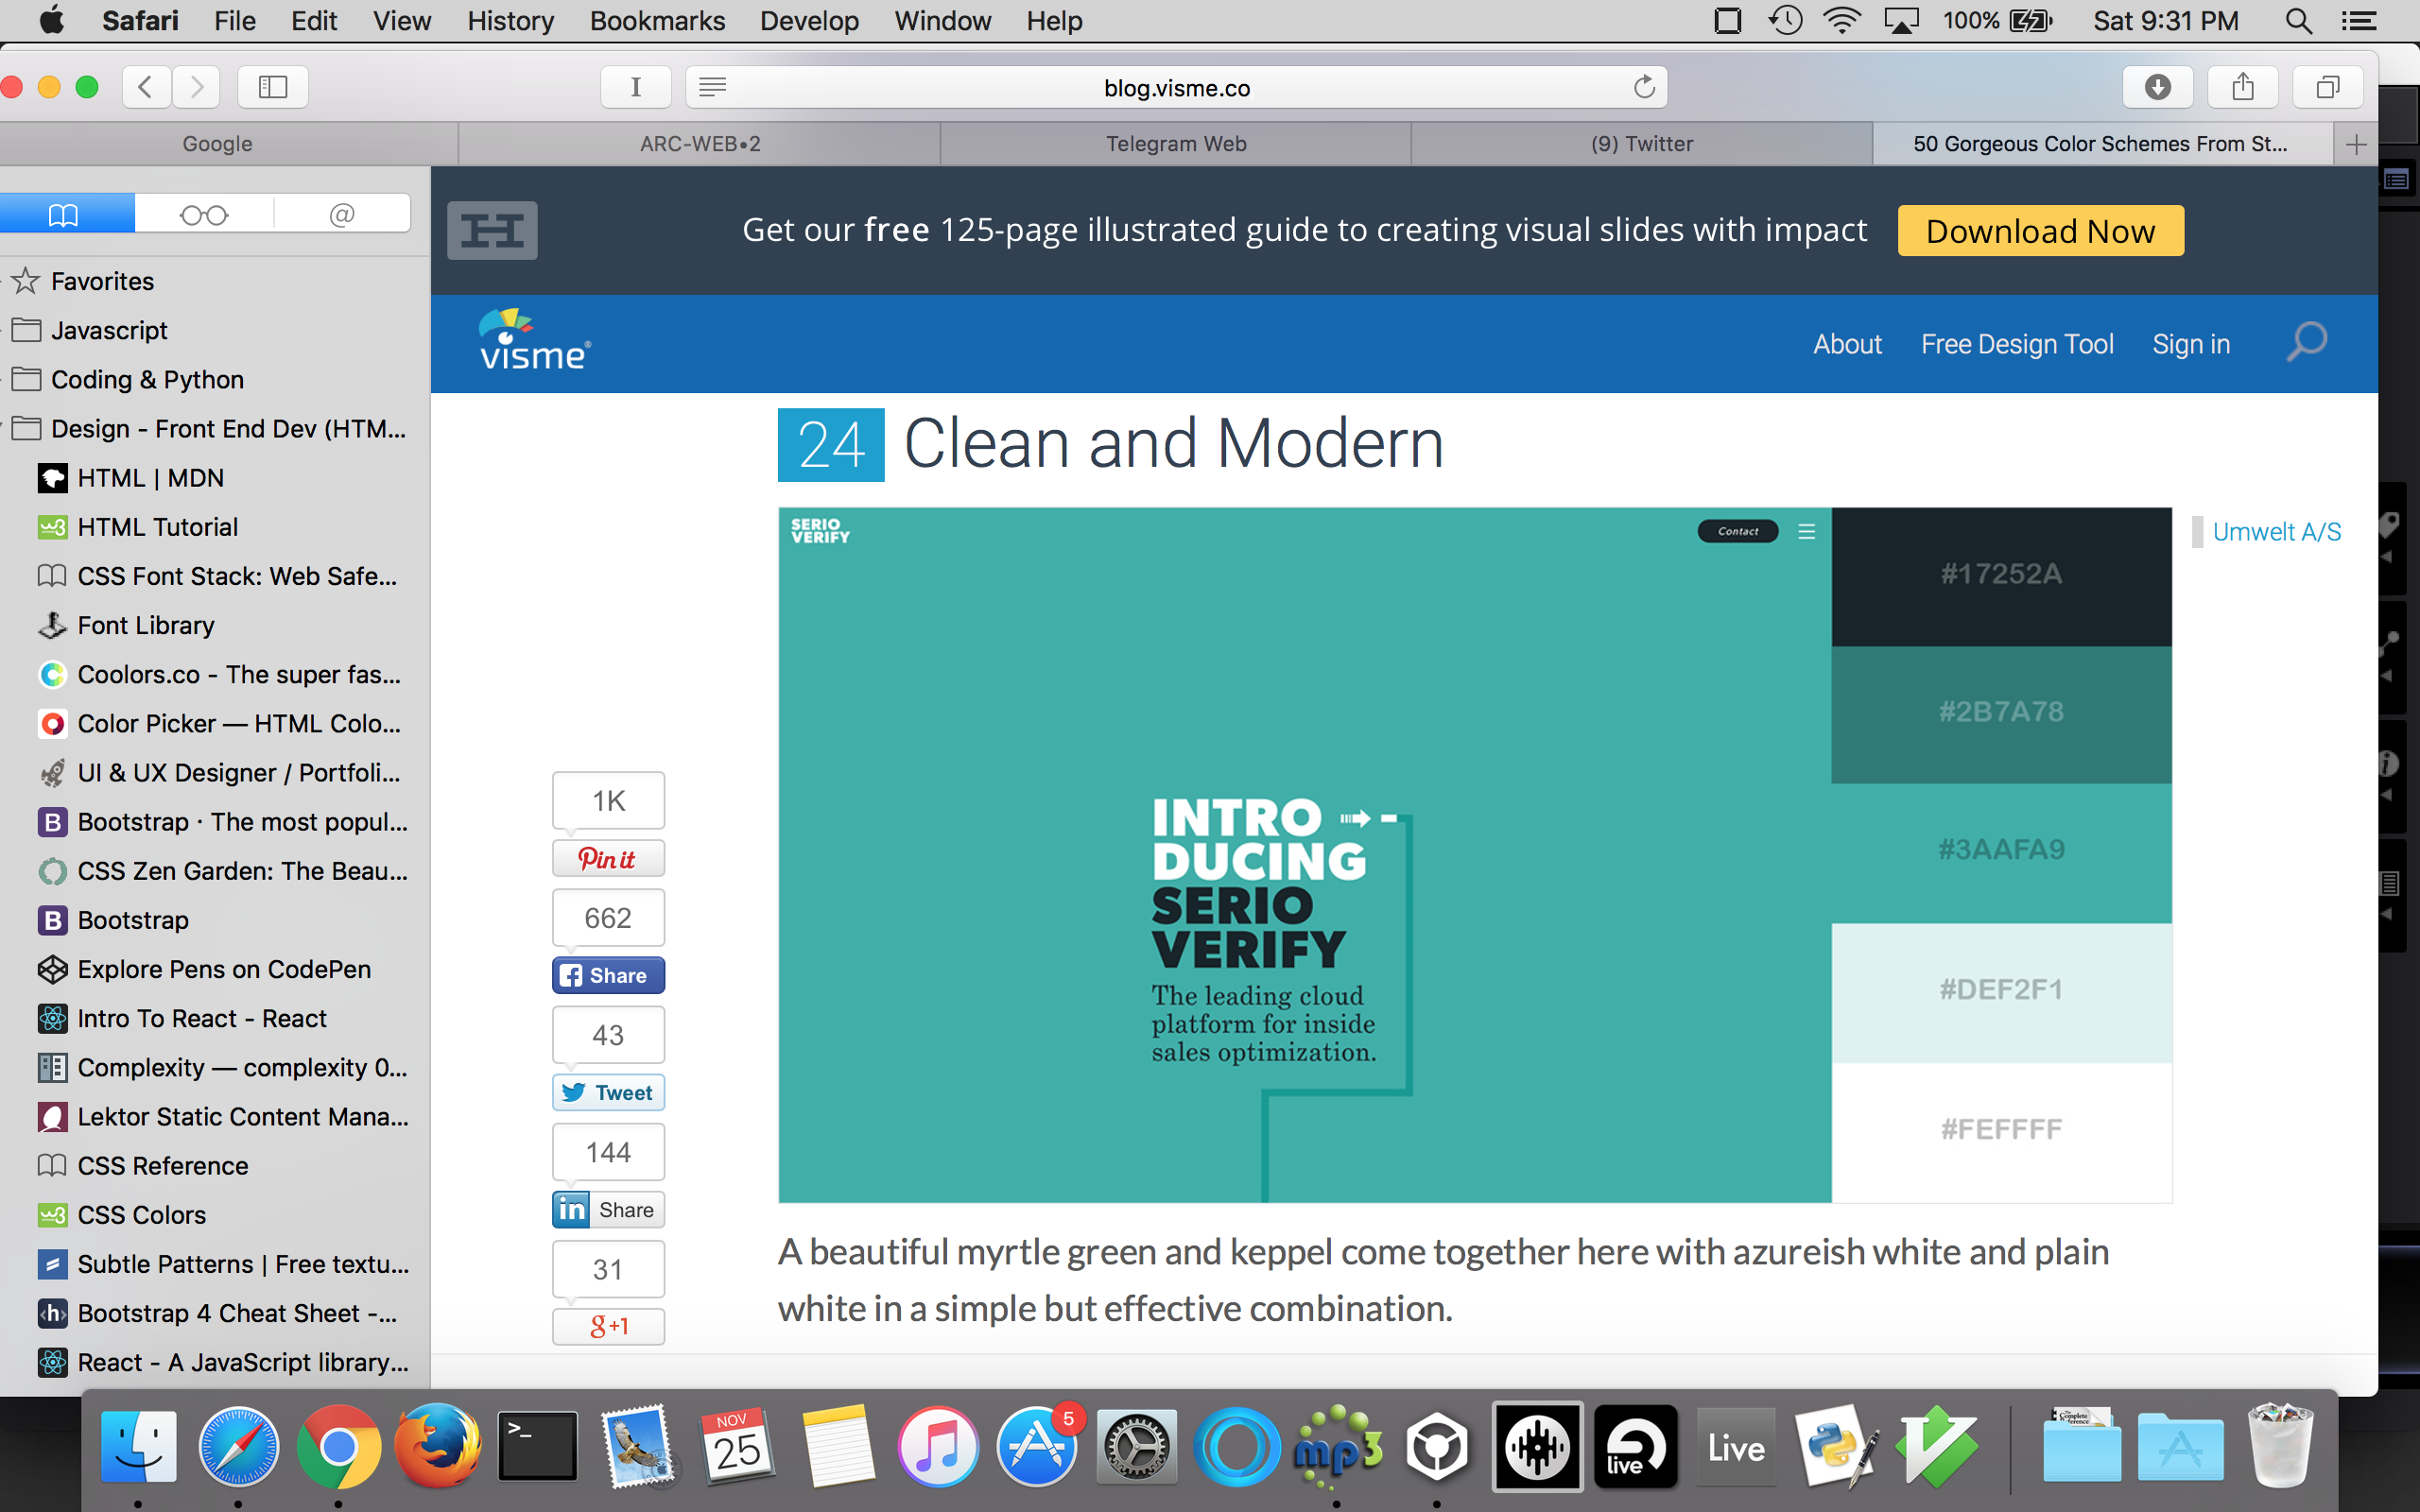 Safari File Edit View History Bookmarks Develop Window Help 100% Sat 9:31 PM
blog.visme.co
Google ARC-WEB•2 Telegram Web (9) Twitter 50 Gorgeous Color Schemes From St... +
@
Favorites
Javascript
Coding & Python
Design - Front End Dev (HTM...
HTML | MDN
HTML Tutorial
CSS Font Stack: Web Safe...
Font Library
Coolors.co - The super fas...
Color Picker — HTML Colo...
UI & UX Designer / Portfoli...
Bootstrap · The most popul...
CSS Zen Garden: The Beau...
Bootstrap
Explore Pens on CodePen
Intro To React - React
Complexity — complexity 0...
Lektor Static Content Mana...
CSS Reference
CSS Colors
Subtle Patterns | Free textu...
Bootstrap 4 Cheat Sheet -...
React - A JavaScript library...
Get our free 125-page illustrated guide to creating visual slides with impact Download Now
visme
About Free Design Tool Sign in
24 Clean and Modern
SERIO
VERIFY
Contact
INTRO
DUCING
SERIO
VERIFY
The leading cloud
platform for inside
sales optimization.
#17252A
#2B7A78
#3AAFA9
#DEF2F1
#FEFFFF
Umwelt A/S
1K
Pin it
662
Share
43
Tweet
144
in Share
31
g+1
A beautiful myrtle green and keppel come together here with azureish white and plain
white in a simple but effective combination.
NOV
25
5
mp3
live
Live